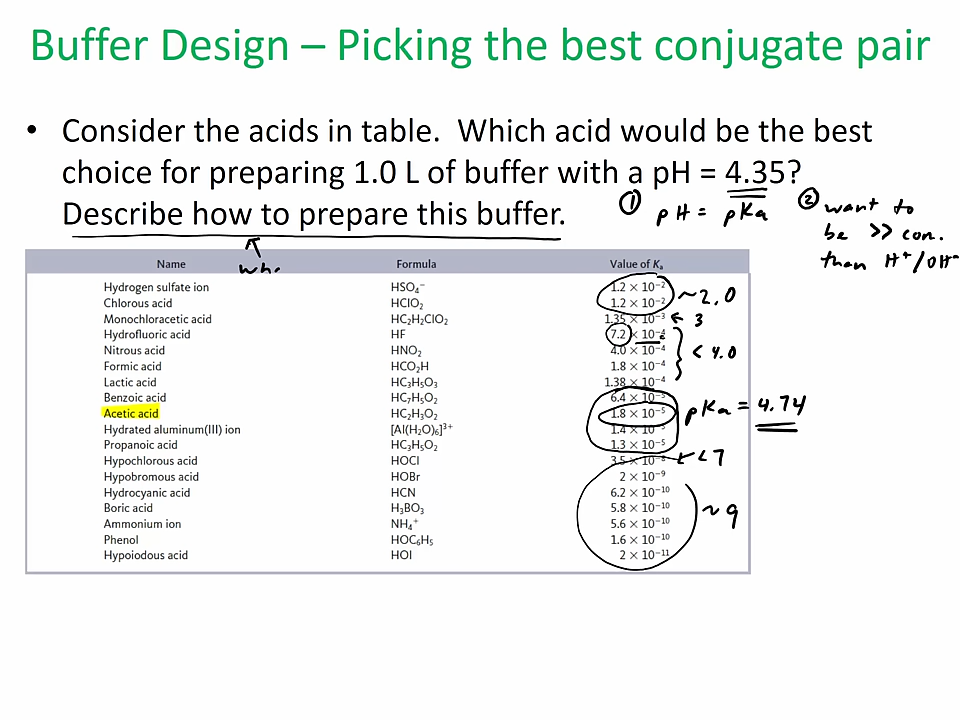 Buffer Design – Picking the best conjugate pair
• Consider the acids in table. Which acid would be the best
choice for preparing 1.0 L of buffer with a pH = 4.35?
Describe how to prepare this buffer.
① pH = pKa
② want to
be >> con.
than H⁺/OH⁻
Name Formula Value of Kₐ
Hydrogen sulfate ion HSO₄⁻ 1.2 × 10⁻²
Chlorous acid HClO₂ 1.2 × 10⁻² ~2.0
Monochloracetic acid HC₂H₂ClO₂ 1.35 × 10⁻³ ← 3
Hydrofluoric acid HF 7.2 × 10⁻⁴
Nitrous acid HNO₂ 4.0 × 10⁻⁴ < 4.0
Formic acid HCO₂H 1.8 × 10⁻⁴
Lactic acid HC₃H₅O₃ 1.38 × 10⁻⁴
Benzoic acid HC₇H₅O₂ 6.4 × 10⁻⁵
Acetic acid HC₂H₃O₂ 1.8 × 10⁻⁵ pKa = 4.74
Hydrated aluminum(III) ion [Al(H₂O)₆]³⁺ 1.4 × 10⁻⁵
Propanoic acid HC₃H₅O₂ 1.3 × 10⁻⁵
Hypochlorous acid HOCl 3.5 × 10⁻⁸ < 7
Hypobromous acid HOBr 2 × 10⁻⁹
Hydrocyanic acid HCN 6.2 × 10⁻¹⁰
Boric acid H₃BO₃ 5.8 × 10⁻¹⁰ ~9
Ammonium ion NH₄⁺ 5.6 × 10⁻¹⁰
Phenol HOC₆H₅ 1.6 × 10⁻¹⁰
Hypoiodous acid HOI 2 × 10⁻¹¹